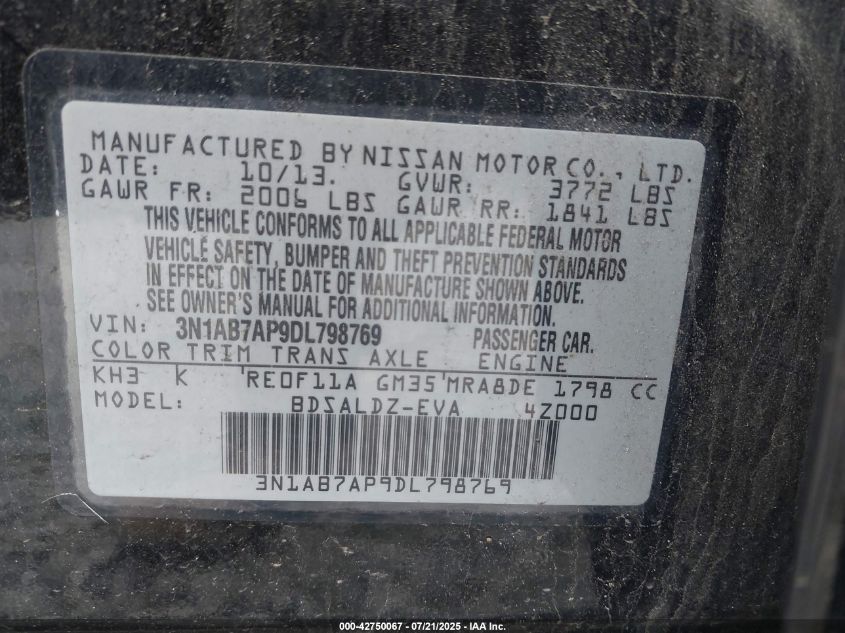 MANUFACTURED BY NISSAN MOTOR CO., LTD.
DATE: 10/13. GVWR: 3772 LBS
GAWR FR: 2006 LBS GAWR RR: 1841 LBS
THIS VEHICLE CONFORMS TO ALL APPLICABLE FEDERAL MOTOR
VEHICLE SAFETY, BUMPER AND THEFT PREVENTION STANDARDS
IN EFFECT ON THE DATE OF MANUFACTURE SHOWN ABOVE.
SEE OWNER'S MANUAL FOR ADDITIONAL INFORMATION.
VIN: 3N1AB7AP9DL798769 PASSENGER CAR.
COLOR TRIM TRANS AXLE ENGINE
KH3 K RE0F11A GM35 MRA8DE 1798 CC
MODEL: BDSALDZ-EVA 4Z000
3N1AB7AP9DL798769
000-42750067 - 07/21/2025 - IAA Inc.